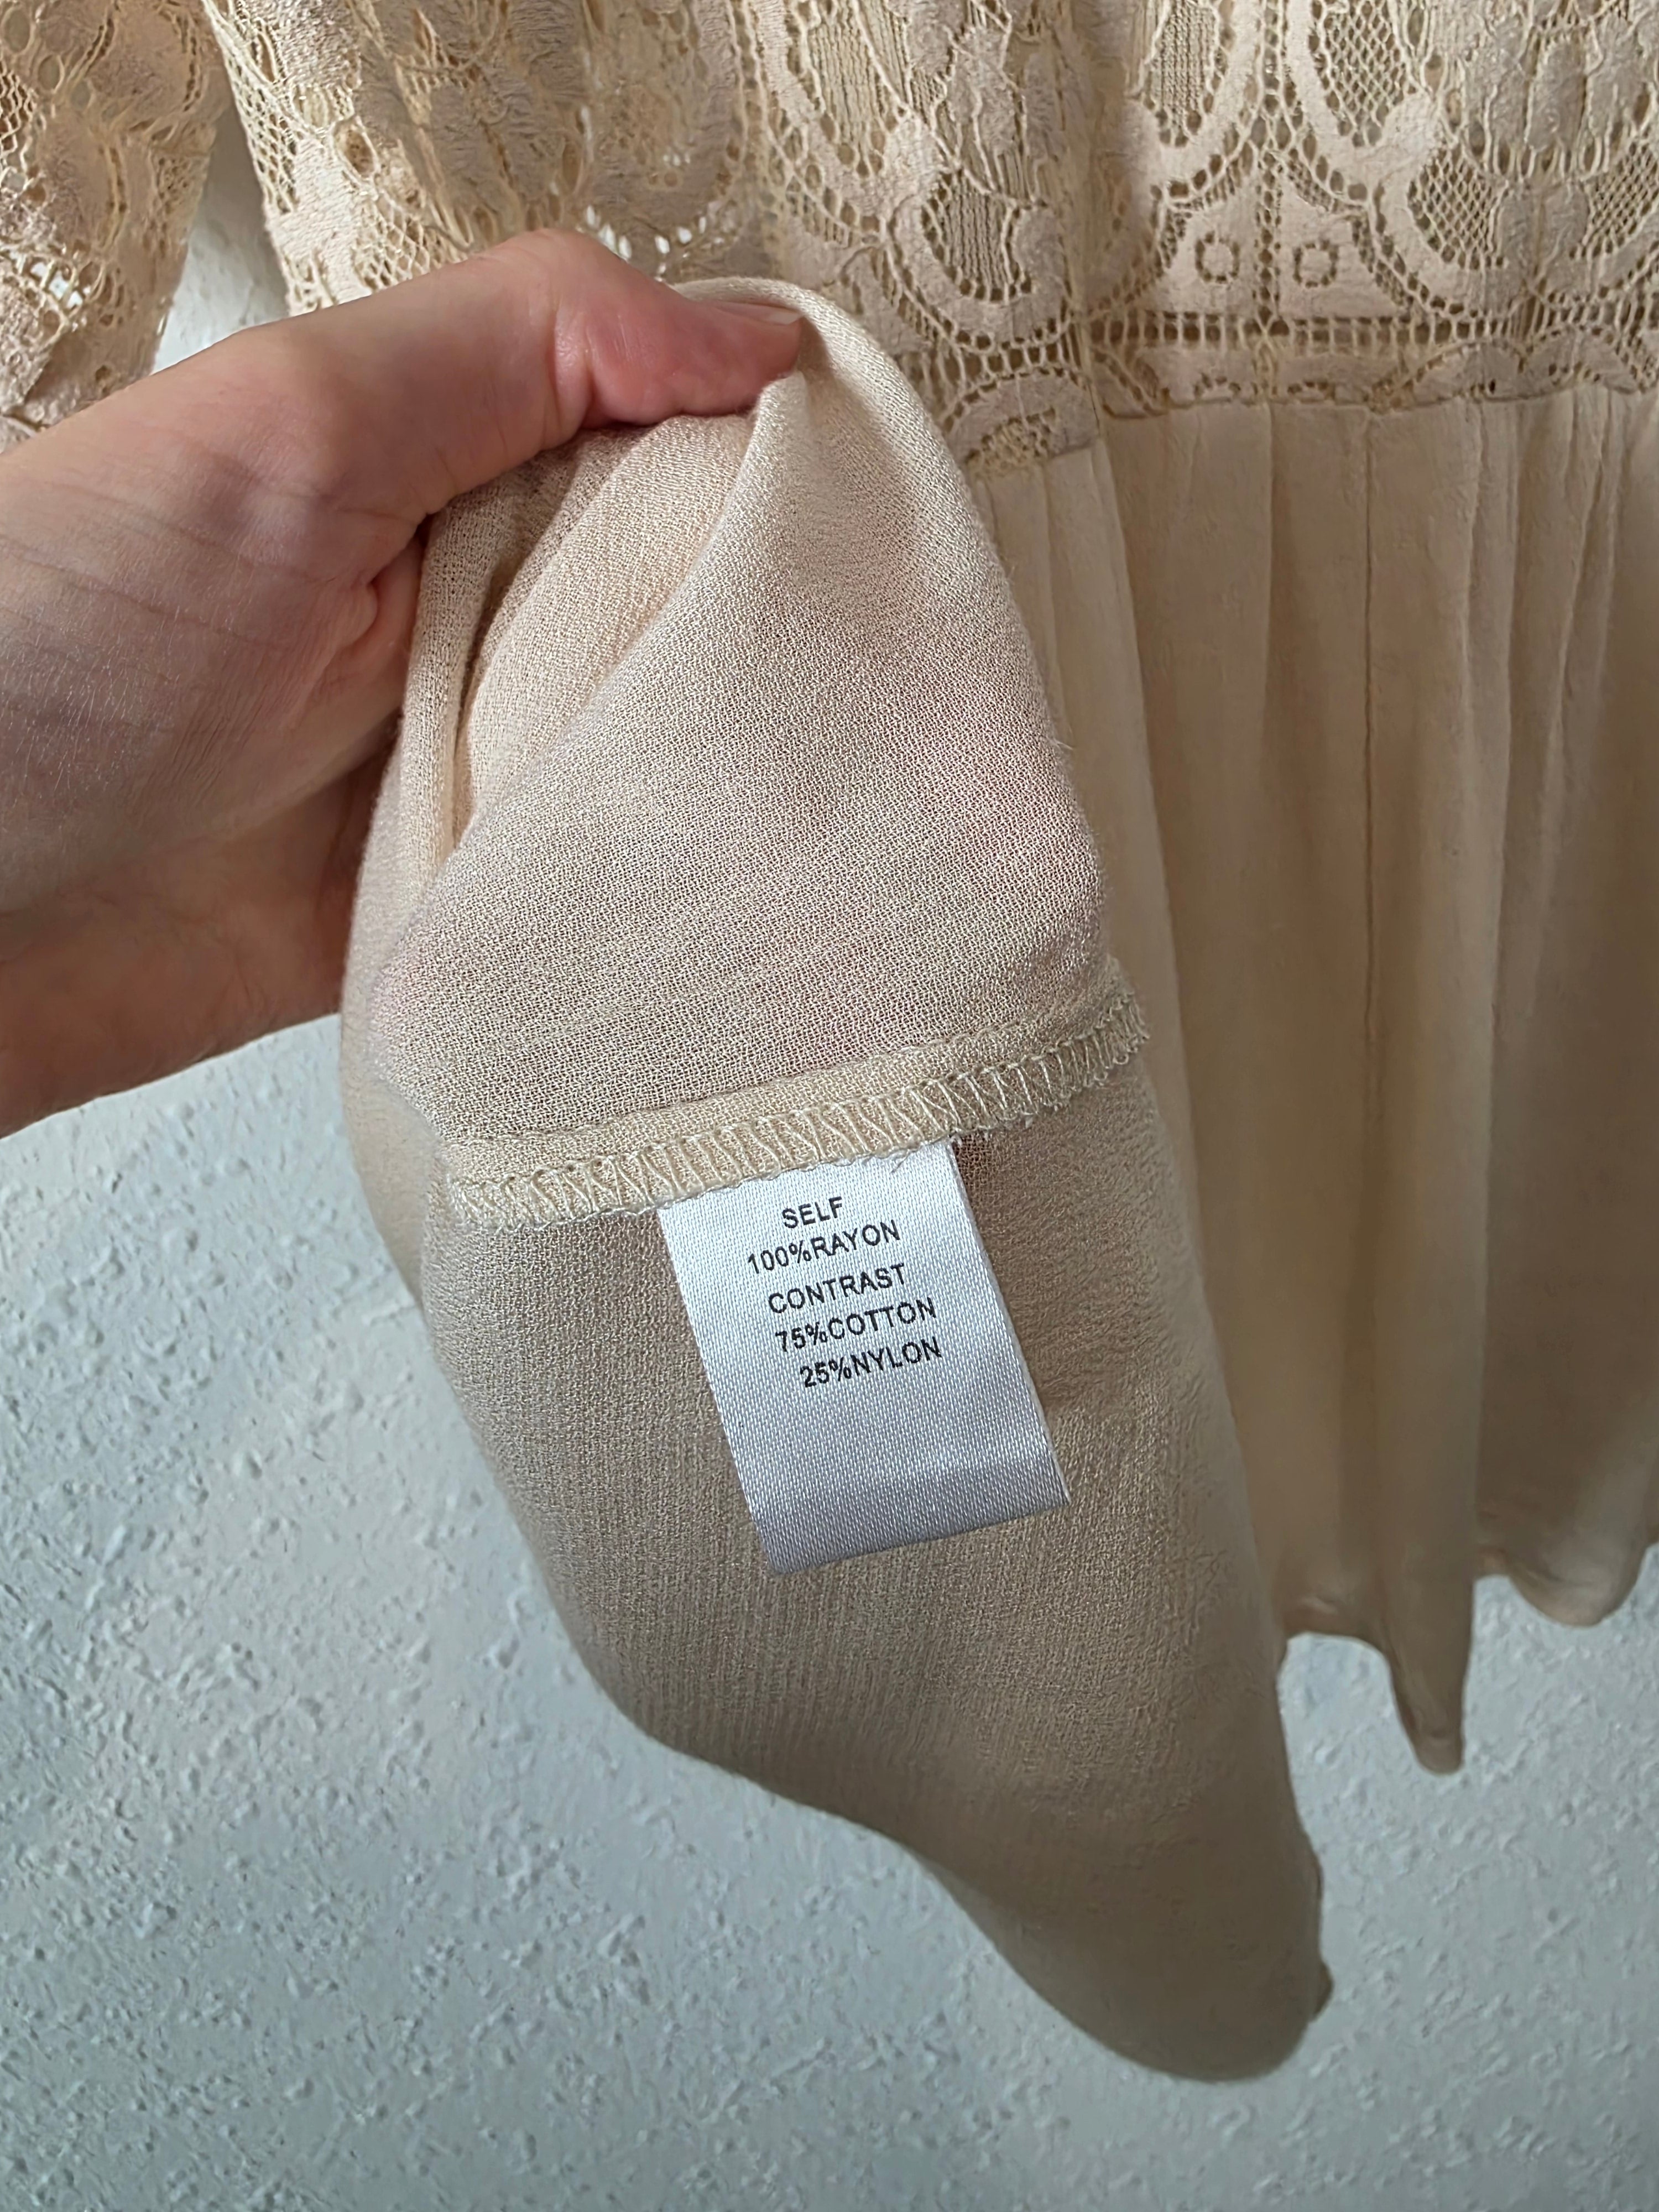 SELF
100%RAYON
CONTRAST
75%COTTON
25%NYLON